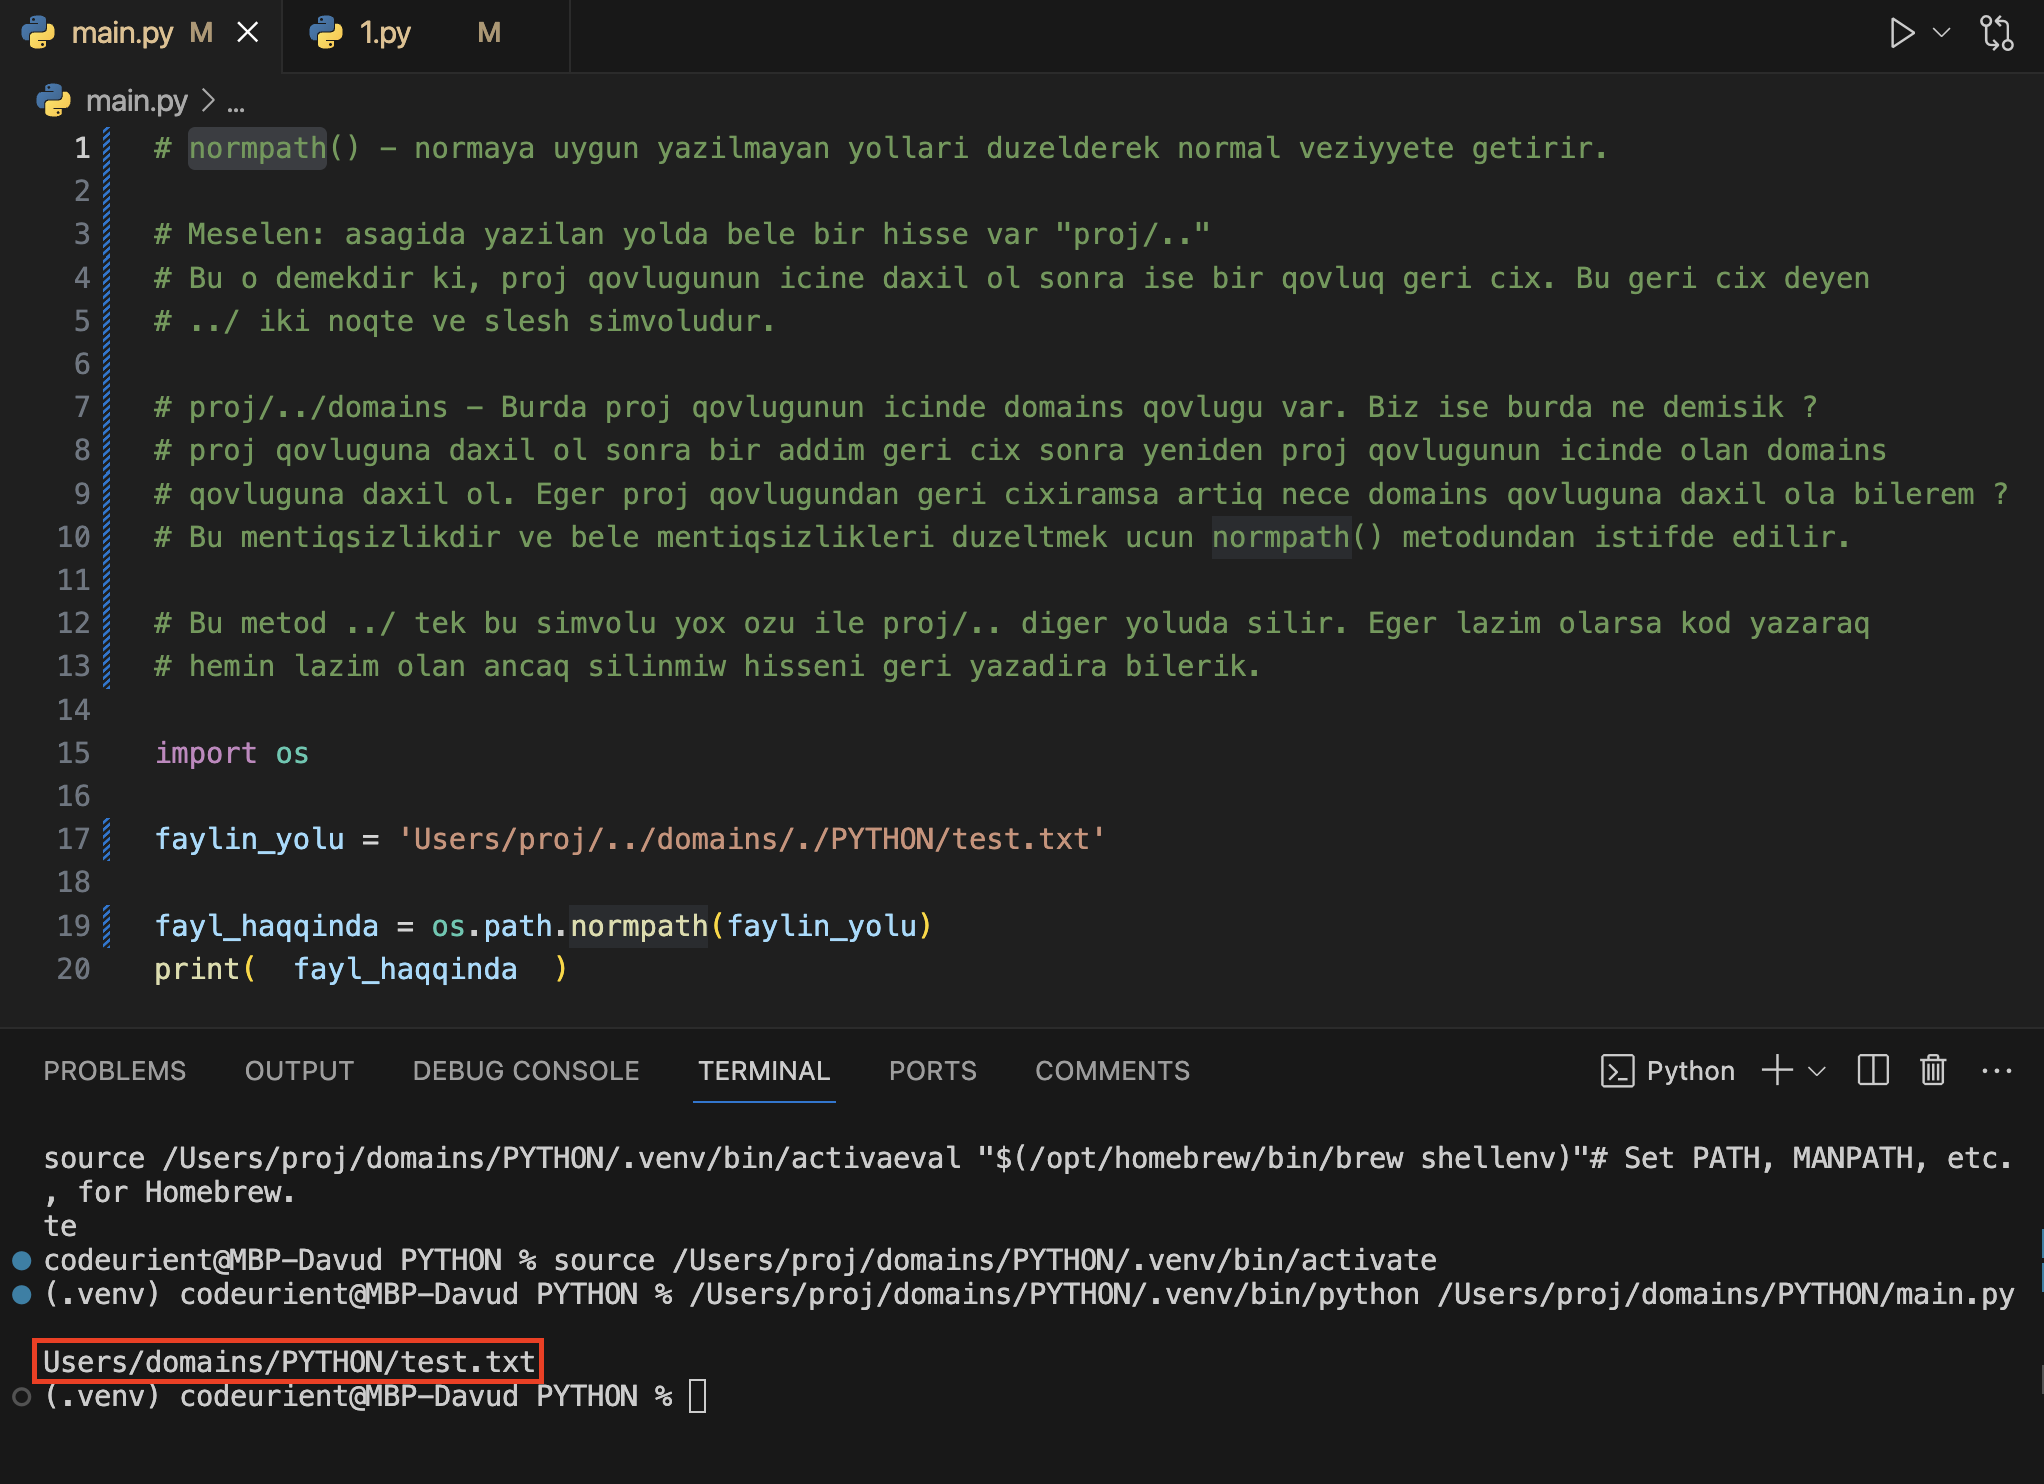 main.py M
1.py M
main.py > ...
1 # normpath() – normaya uygun yazilmayan yollari duzelderek normal veziyyete getirir.
2
3 # Meselen: asagida yazilan yolda bele bir hisse var "proj/.."
4 # Bu o demekdir ki, proj qovlugunun icine daxil ol sonra ise bir qovluq geri cix. Bu geri cix deyen
5 # ../ iki noqte ve slesh simvoludur.
6
7 # proj/../domains – Burda proj qovlugunun icinde domains qovlugu var. Biz ise burda ne demisik ?
8 # proj qovluguna daxil ol sonra bir addim geri cix sonra yeniden proj qovlugunun icinde olan domains
9 # qovluguna daxil ol. Eger proj qovlugundan geri cixiramsa artiq nece domains qovluguna daxil ola bilerem ?
10 # Bu mentiqsizlikdir ve bele mentiqsizlikleri duzeltmek ucun normpath() metodundan istifde edilir.
11
12 # Bu metod ../ tek bu simvolu yox ozu ile proj/.. diger yoluda silir. Eger lazim olarsa kod yazaraq
13 # hemin lazim olan ancaq silinmiw hisseni geri yazadira bilerik.
14
15 import os
16
17 faylin_yolu = 'Users/proj/../domains/./PYTHON/test.txt'
18
19 fayl_haqqinda = os.path.normpath(faylin_yolu)
20 print(  fayl_haqqinda  )
PROBLEMS OUTPUT DEBUG CONSOLE TERMINAL PORTS COMMENTS Python
source /Users/proj/domains/PYTHON/.venv/bin/activaeval "$(/opt/homebrew/bin/brew shellenv)"# Set PATH, MANPATH, etc.
, for Homebrew.
te
codeurient@MBP-Davud PYTHON % source /Users/proj/domains/PYTHON/.venv/bin/activate
(.venv) codeurient@MBP-Davud PYTHON % /Users/proj/domains/PYTHON/.venv/bin/python /Users/proj/domains/PYTHON/main.py
Users/domains/PYTHON/test.txt
(.venv) codeurient@MBP-Davud PYTHON %